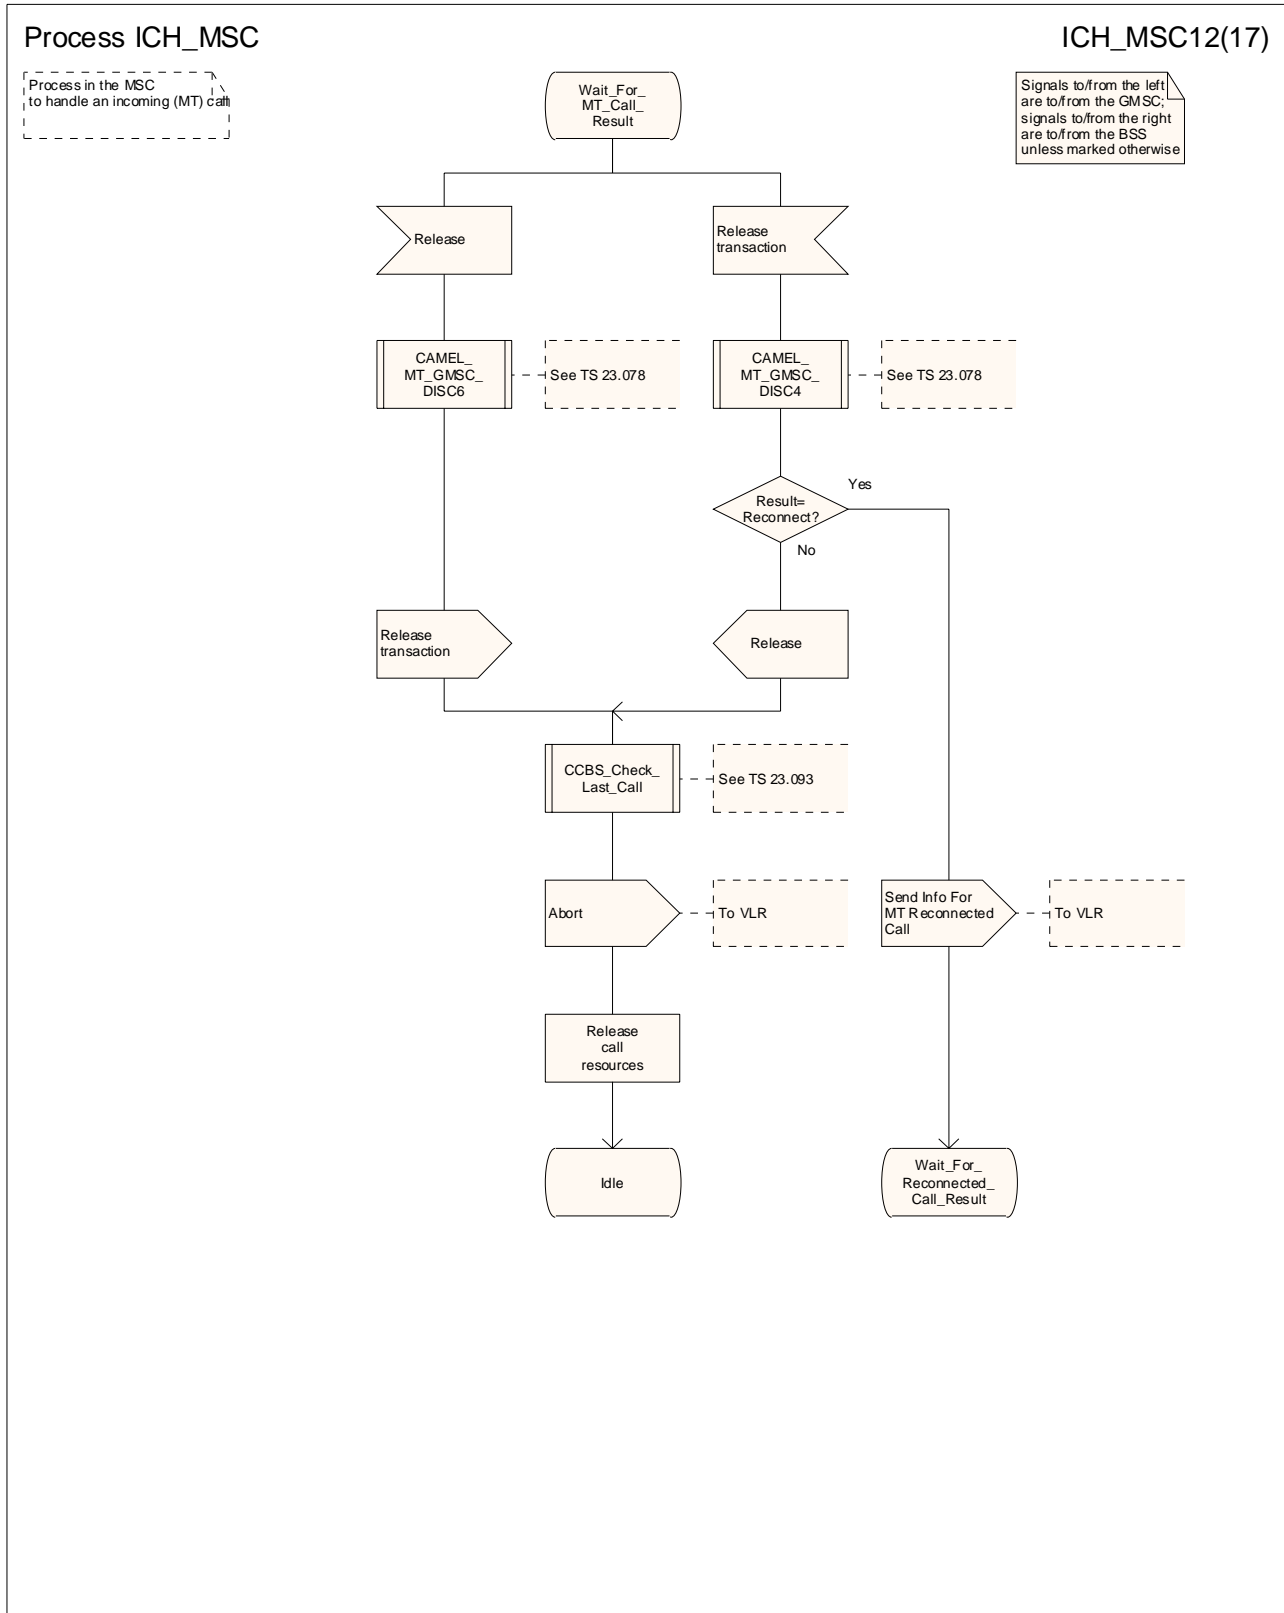 Process ICH_MSC
ICH_MSC12(17)
Process in the MSC
to handle an incoming (MT) call
Wait_For_
MT_Call_
Result
Signals to/from the left
are to/from the GMSC;
signals to/from the right
are to/from the BSS
unless marked otherwise
Release
Release
transaction
CAMEL_
MT_GMSC_
DISC6
See TS 23.078
CAMEL_
MT_GMSC_
DISC4
See TS 23.078
Result=
Reconnect?
Yes
No
Release
transaction
Release
CCBS_Check_
Last_Call
See TS 23.093
Abort
To VLR
Send Info For
MT Reconnected
Call
To VLR
Release
call
resources
Idle
Wait_For_
Reconnected_
Call_Result